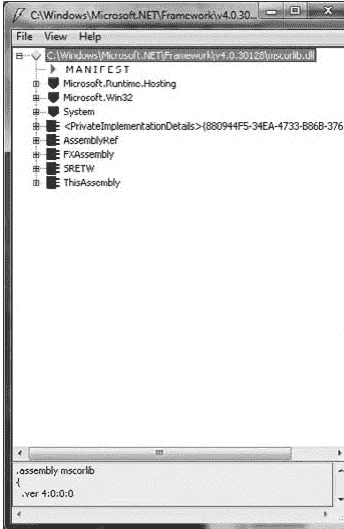 C:\Windows\Microsoft.NET\Framework\v4.0.30...
File View Help
C:\Windows\Microsoft.NET\Framework\v4.0.30128\mscorlib.dll
MANIFEST
Microsoft.Runtime.Hosting
Microsoft.Win32
System
<PrivateImplementationDetails>{880944F5-34EA-4733-B86B-376
AssemblyRef
FXAssembly
SRETW
ThisAssembly
.assembly mscorlib
{
.ver 4:0:0:0